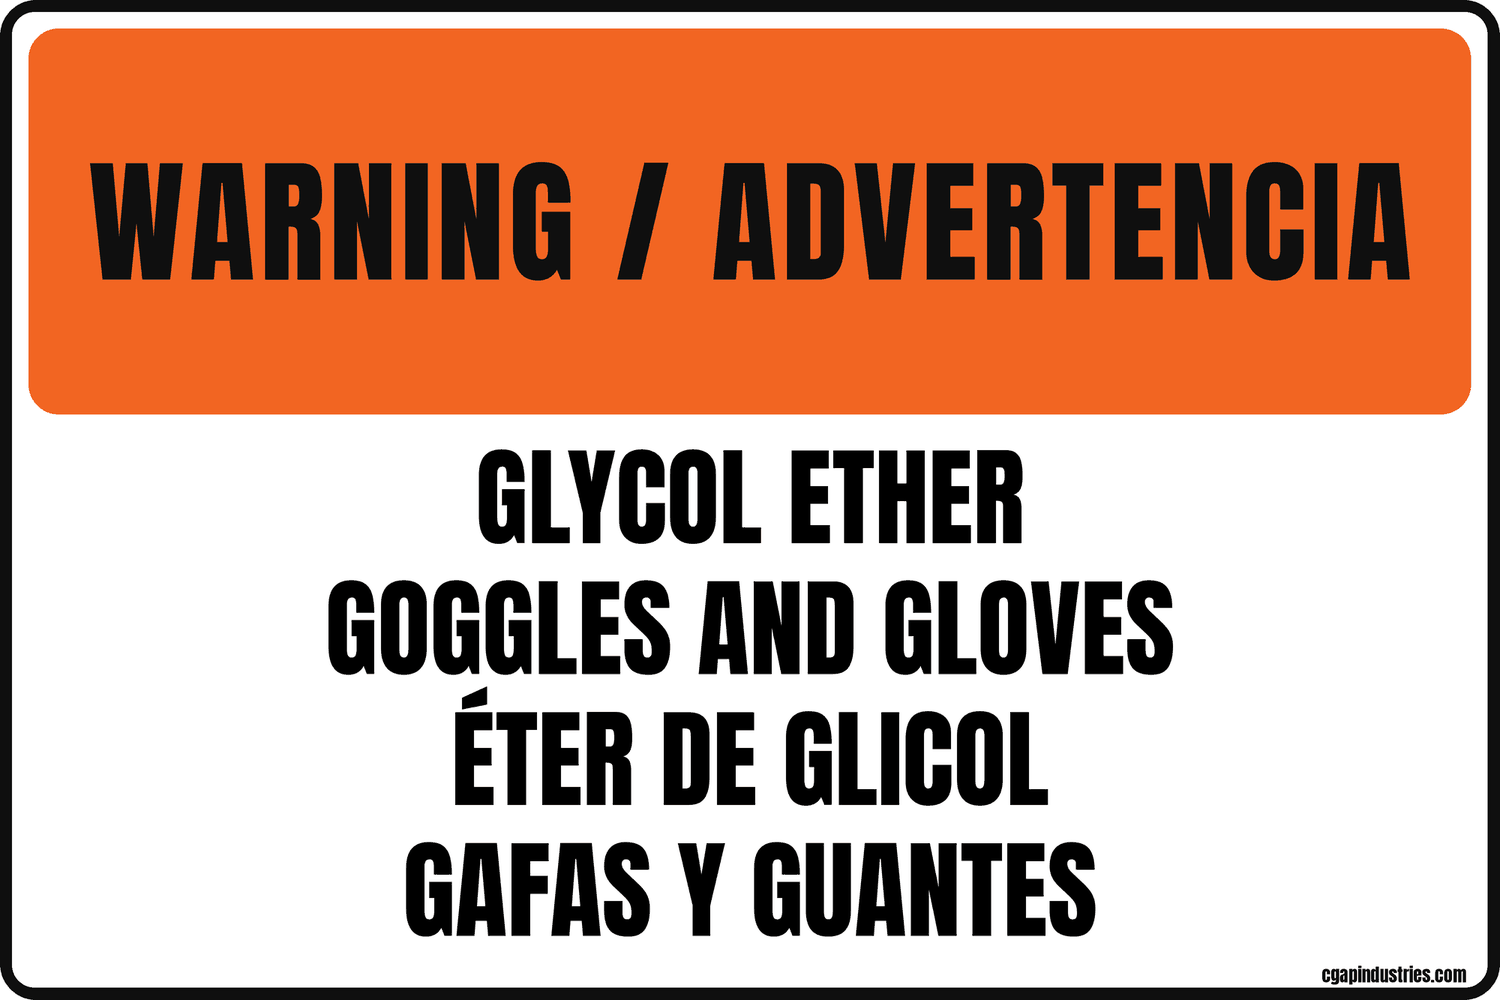 WARNING / ADVERTENCIA
GLYCOL ETHER
GOGGLES AND GLOVES
ÉTER DE GLICOL
GAFAS Y GUANTES
cgapindustries.com